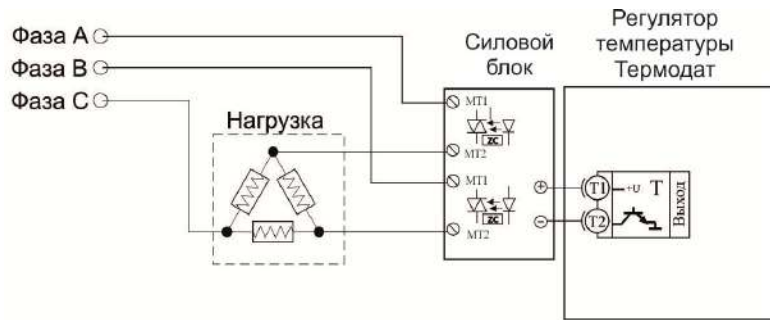 Фаза A
Фаза B
Фаза C
Нагрузка
Силовой
блок
Регулятор
температуры
Термодат
MT1
ZC
MT2
MT1
ZC
MT2
+
−
T1
+U
T
T2
Выход